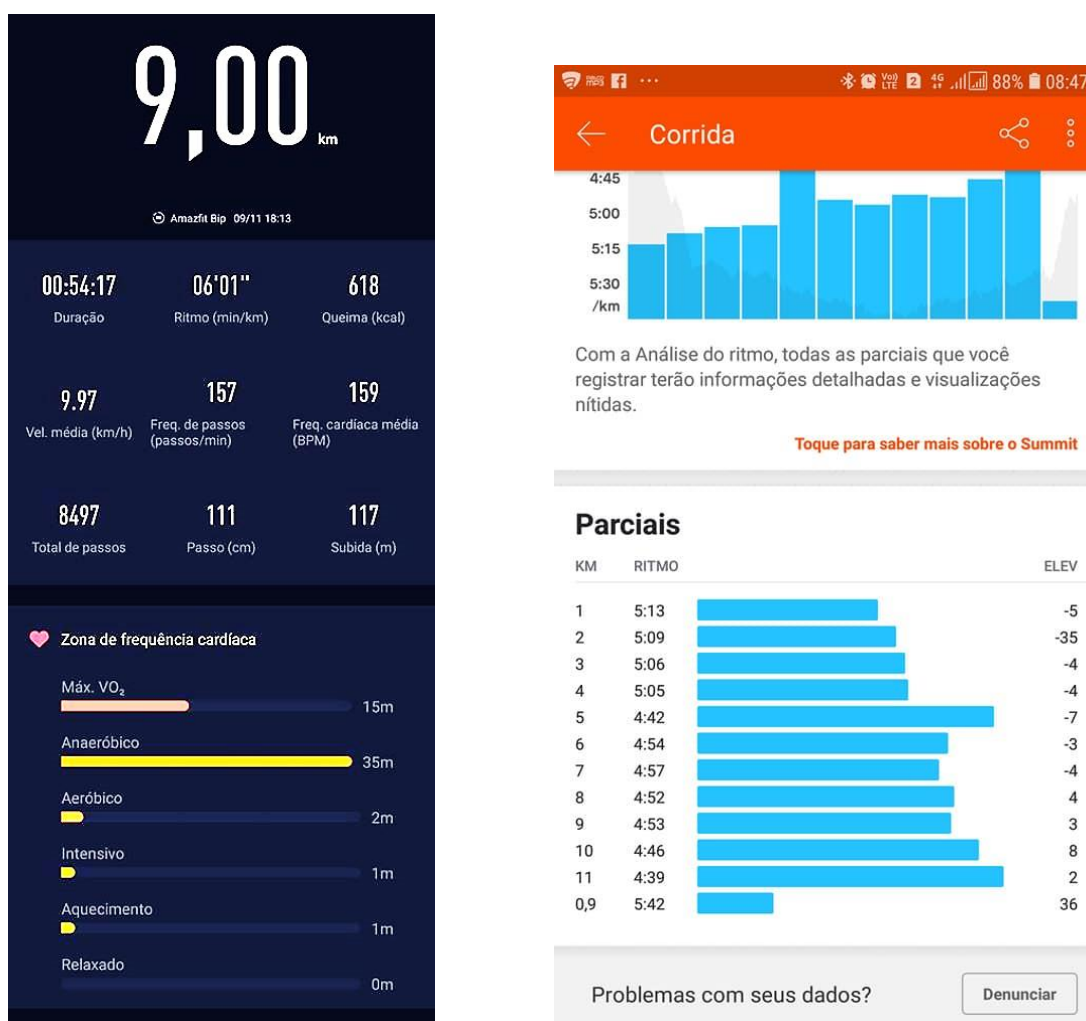 9,00 km
Amazfit Bip 09/11 18:13
00:54:17 06'01" 618
Duração Ritmo (min/km) Queima (kcal)
9.97 157 159
Vel. média (km/h) Freq. de passos (passos/min) Freq. cardíaca média (BPM)
8497 111 117
Total de passos Passo (cm) Subida (m)
Zona de frequência cardíaca
Máx. VO₂
15m
Anaeróbico
35m
Aeróbico
2m
Intensivo
1m
Aquecimento
1m
Relaxado
0m
... Voj) LTE 2 4G 88% 08:47
Corrida
4:45
5:00
5:15
5:30
/km
Com a Análise do ritmo, todas as parciais que você
registrar terão informações detalhadas e visualizações
nítidas.
Toque para saber mais sobre o Summit
Parciais
KM RITMO ELEV
1 5:13 -5
2 5:09 -35
3 5:06 -4
4 5:05 -4
5 4:42 -7
6 4:54 -3
7 4:57 -4
8 4:52 4
9 4:53 3
10 4:46 8
11 4:39 2
0,9 5:42 36
Problemas com seus dados? Denunciar